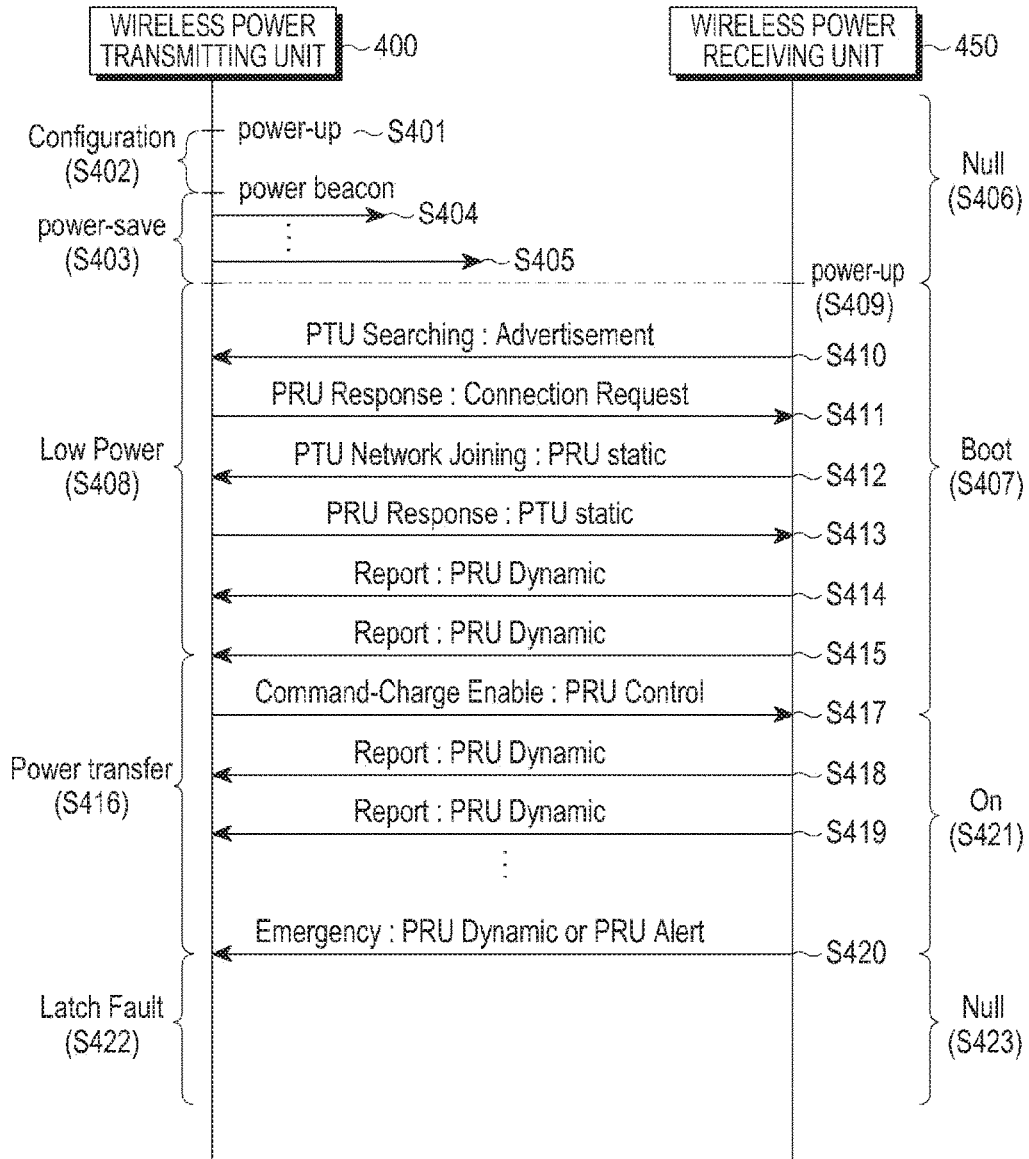 WIRELESS POWER
TRANSMITTING UNIT
400
WIRELESS POWER
RECEIVING UNIT
450
Configuration
(S402)
power-up
S401
Null
(S406)
power beacon
power-save
(S403)
S404
S405
power-up
(S409)
PTU Searching : Advertisement
S410
PRU Response : Connection Request
S411
Low Power
(S408)
PTU Network Joining : PRU static
S412
Boot
(S407)
PRU Response : PTU static
S413
Report : PRU Dynamic
S414
Report : PRU Dynamic
S415
Command-Charge Enable : PRU Control
S417
Power transfer
(S416)
Report : PRU Dynamic
S418
Report : PRU Dynamic
S419
On
(S421)
Emergency : PRU Dynamic or PRU Alert
S420
Latch Fault
(S422)
Null
(S423)